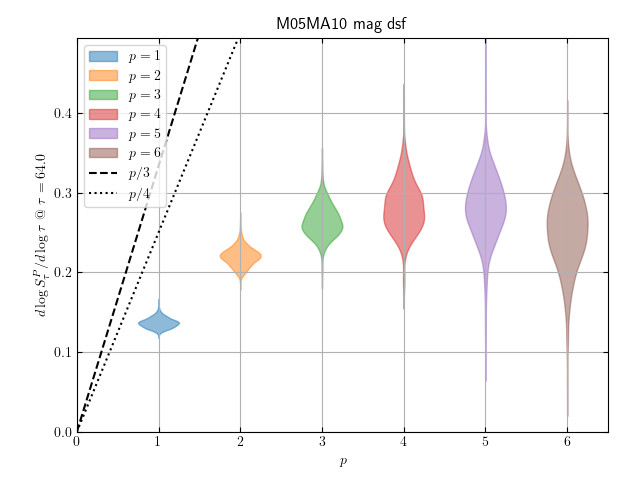 M05MA10 mag dsf
p = 1
p = 2
p = 3
p = 4
p = 5
p = 6
p/3
p/4
d log S_τ^P / d log τ @ τ = 64.0
0.4
0.3
0.2
0.1
0.0
0 1 2 3 4 5 6
p